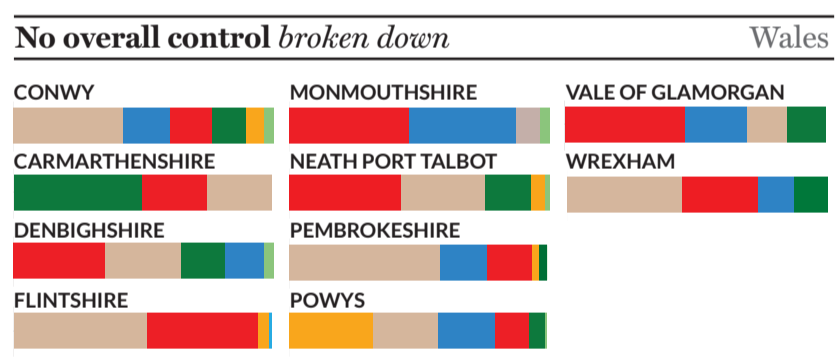 No overall control broken down
Wales
CONWY
CARMARTHENSHIRE
DENBIGHSHIRE
FLINTSHIRE
MONMOUTHSHIRE
NEATH PORT TALBOT
PEMBROKESHIRE
POWYS
VALE OF GLAMORGAN
WREXHAM